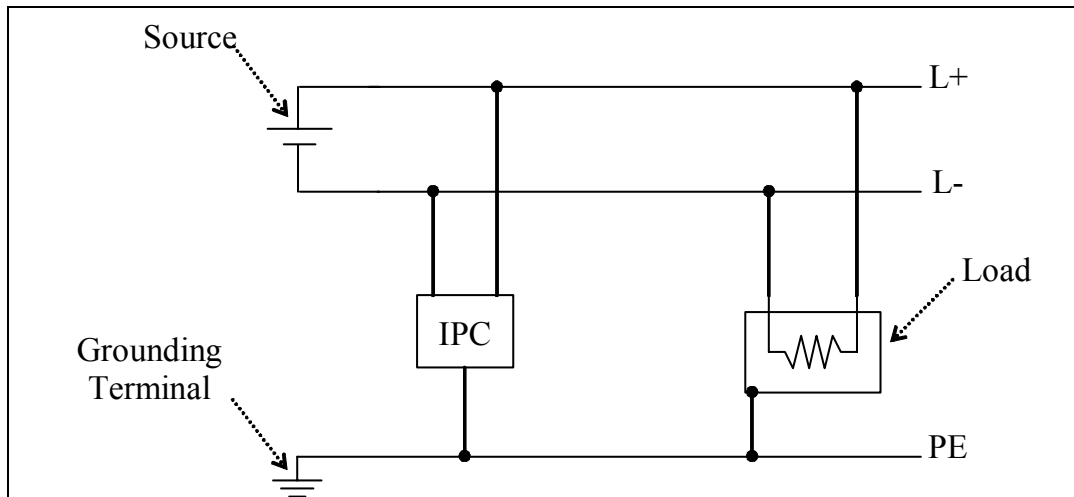 Source
L+
L-
Load
IPC
Grounding
Terminal
PE